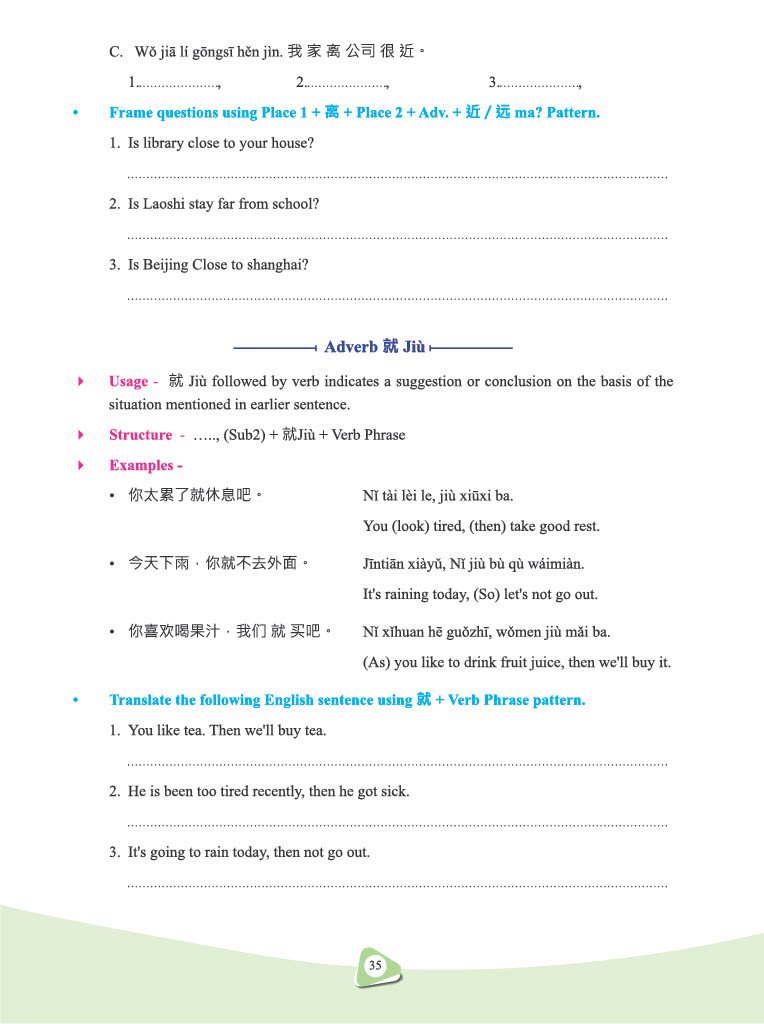 C. Wǒ jiā lí gōngsī hěn jìn. 我 家 离 公司 很 近。
1......................, 2......................, 3......................,
• Frame questions using Place 1 + 离 + Place 2 + Adv. + 近 / 远 ma? Pattern.
1. Is library close to your house?
2. Is Laoshi stay far from school?
3. Is Beijing Close to shanghai?
Adverb 就 Jiù
Usage - 就 Jiù followed by verb indicates a suggestion or conclusion on the basis of the
situation mentioned in earlier sentence.
Structure - ….., (Sub2) + 就Jiù + Verb Phrase
Examples -
• 你太累了就休息吧。 Nǐ tài lèi le, jiù xiūxi ba.
You (look) tired, (then) take good rest.
• 今天下雨，你就不去外面。 Jīntiān xiàyǔ, Nǐ jiù bù qù wáimiàn.
It's raining today, (So) let's not go out.
• 你喜欢喝果汁，我们 就 买吧。 Nǐ xǐhuan hē guǒzhī, wǒmen jiù mǎi ba.
(As) you like to drink fruit juice, then we'll buy it.
• Translate the following English sentence using 就 + Verb Phrase pattern.
1. You like tea. Then we'll buy tea.
2. He is been too tired recently, then he got sick.
3. It's going to rain today, then not go out.
35